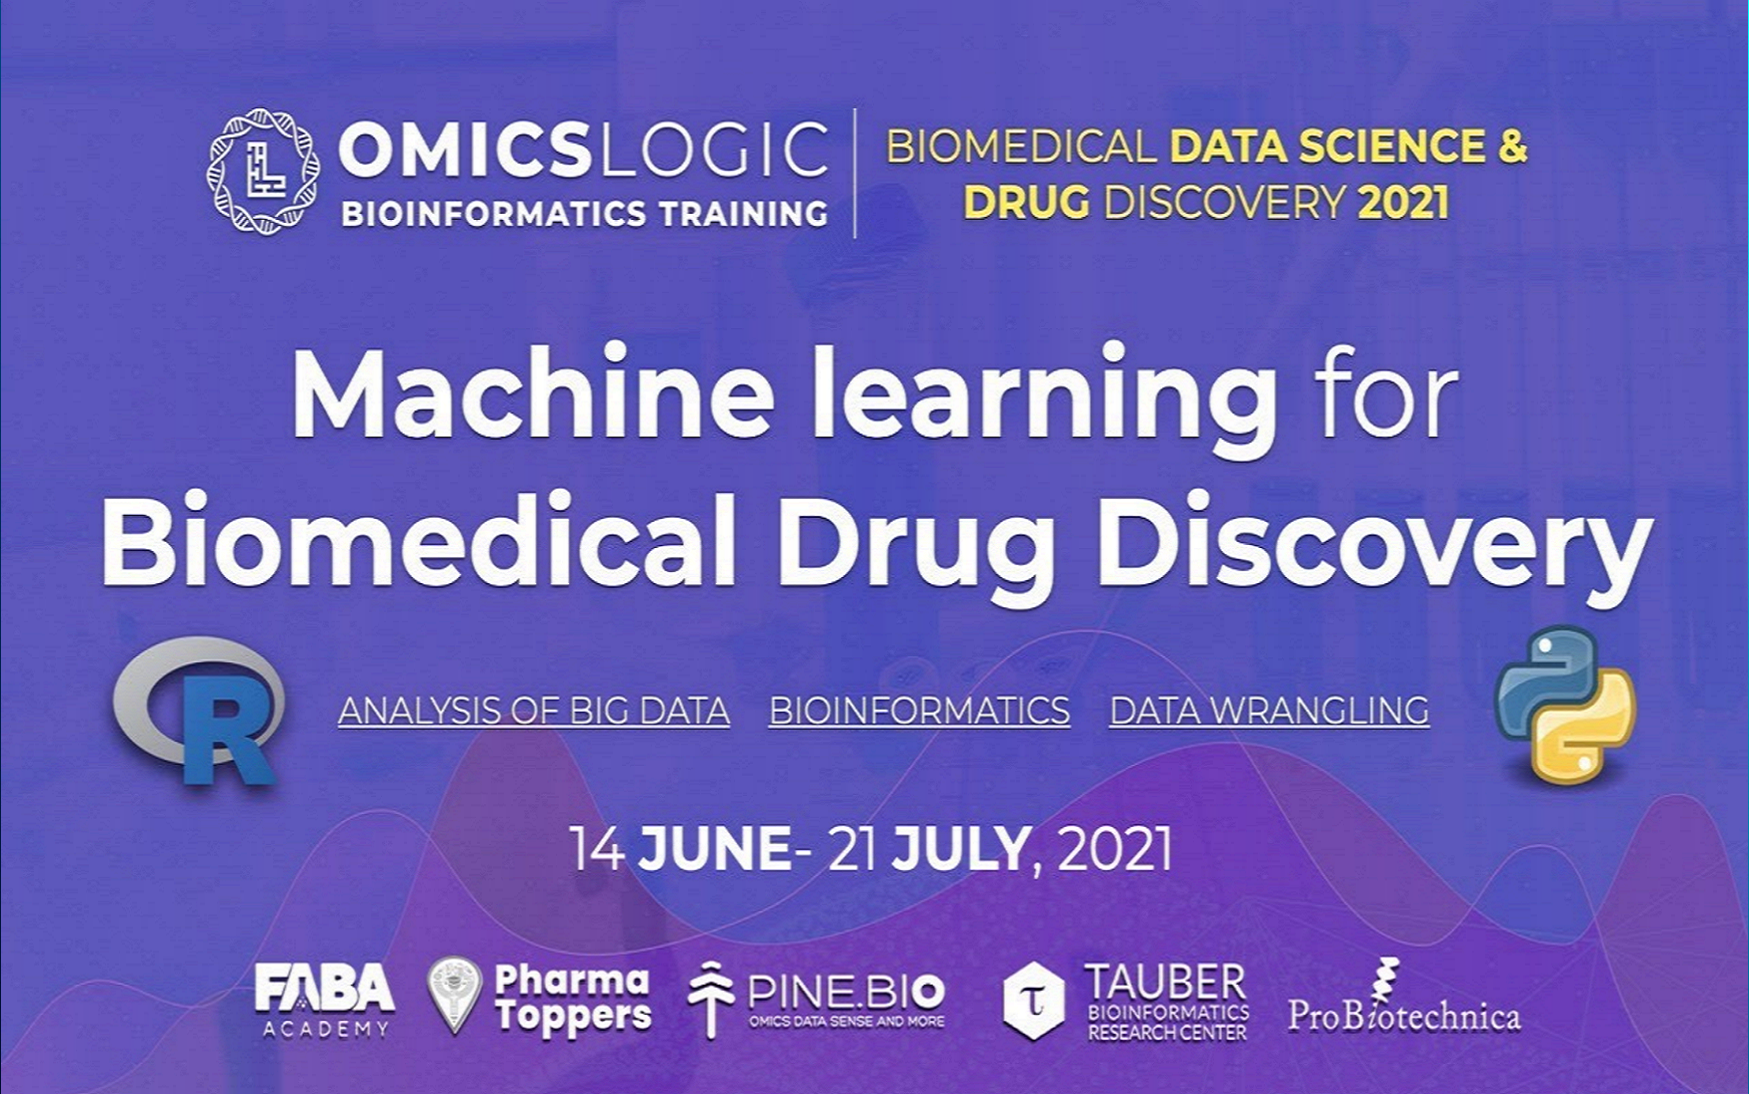 OMICSLOGIC
BIOINFORMATICS TRAINING
BIOMEDICAL DATA SCIENCE &
DRUG DISCOVERY 2021
Machine learning for
Biomedical Drug Discovery
R
ANALYSIS OF BIG DATA BIOINFORMATICS DATA WRANGLING
14 JUNE- 21 JULY, 2021
FABA
ACADEMY
Pharma
Toppers
PINE.BIO
OMICS DATA SENSE AND MORE
τ
TAUBER
BIOINFORMATICS
RESEARCH CENTER
ProBiotechnica